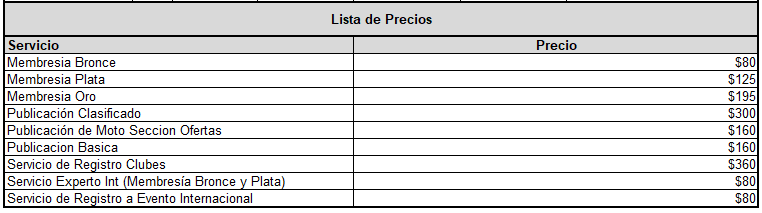 Lista de Precios
Servicio Precio
Membresia Bronce $80
Membresia Plata $125
Membresia Oro $195
Publicación Clasificado $300
Publicación de Moto Seccion Ofertas $160
Publicacion Basica $160
Servicio de Registro Clubes $360
Servicio Experto Int (Membresía Bronce y Plata) $80
Servicio de Registro a Evento Internacional $80